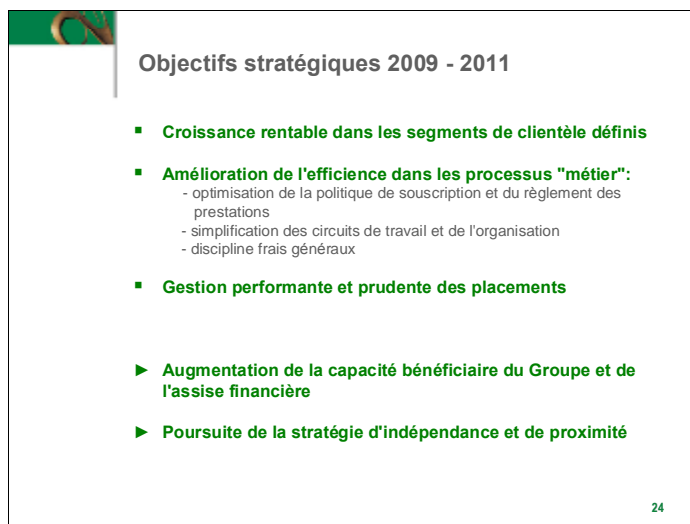 Objectifs stratégiques 2009 - 2011
▪ Croissance rentable dans les segments de clientèle définis
▪ Amélioration de l'efficience dans les processus "métier":
- optimisation de la politique de souscription et du règlement des
prestations
- simplification des circuits de travail et de l'organisation
- discipline frais généraux
▪ Gestion performante et prudente des placements
► Augmentation de la capacité bénéficiaire du Groupe et de
l'assise financière
► Poursuite de la stratégie d'indépendance et de proximité
24